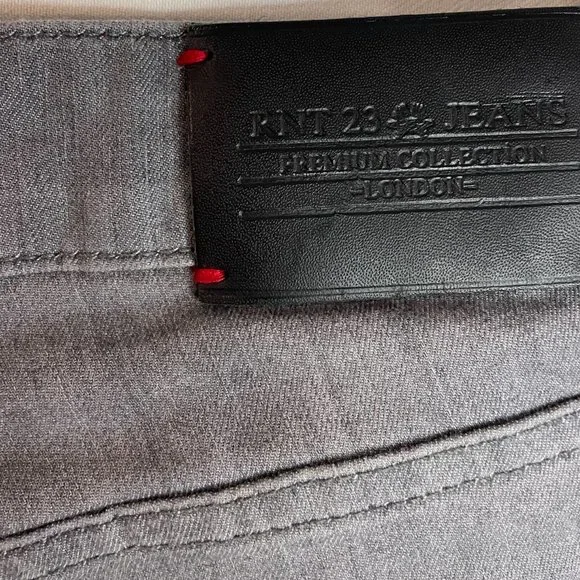 RNT 23 JEANS
PREMIUM COLLECTION
-LONDON-